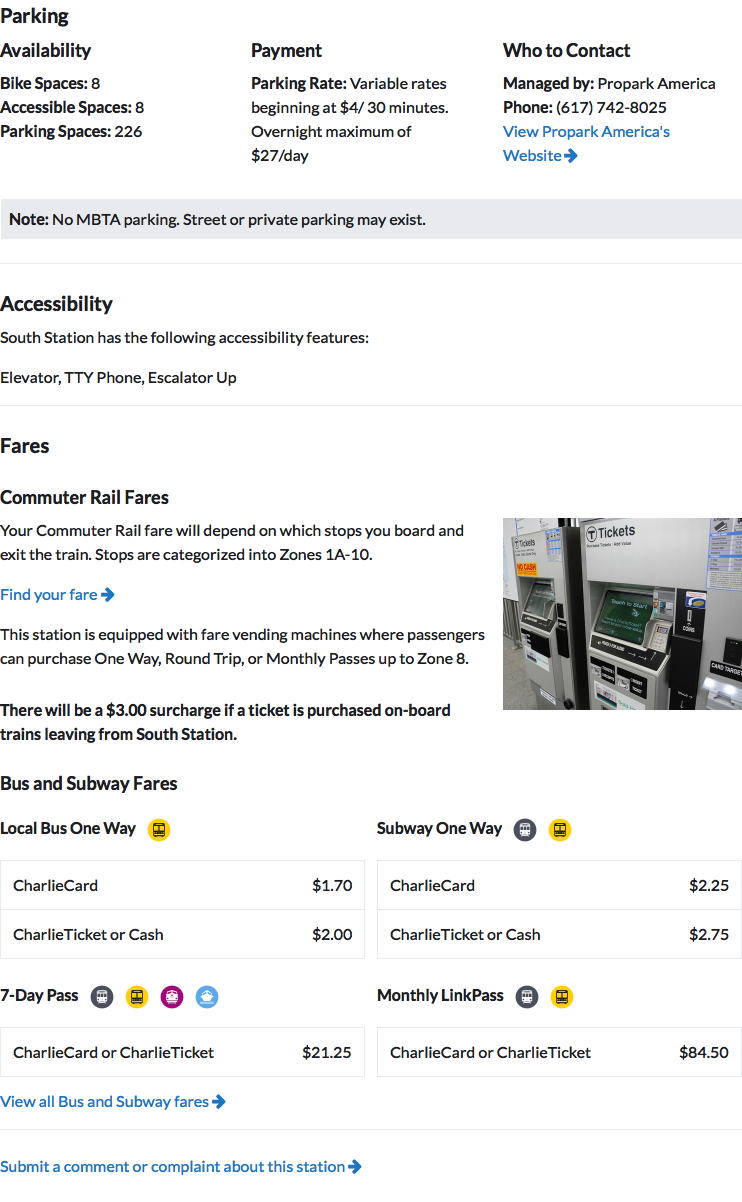 Parking
Availability
Bike Spaces: 8
Accessible Spaces: 8
Parking Spaces: 226
Payment
Parking Rate: Variable rates
beginning at $4/ 30 minutes.
Overnight maximum of
$27/day
Who to Contact
Managed by: Propark America
Phone: (617) 742-8025
View Propark America's
Website
Note: No MBTA parking. Street or private parking may exist.
Accessibility
South Station has the following accessibility features:
Elevator, TTY Phone, Escalator Up
Fares
Commuter Rail Fares
Your Commuter Rail fare will depend on which stops you board and
exit the train. Stops are categorized into Zones 1A-10.
Find your fare
This station is equipped with fare vending machines where passengers
can purchase One Way, Round Trip, or Monthly Passes up to Zone 8.
There will be a $3.00 surcharge if a ticket is purchased on-board
trains leaving from South Station.
T Tickets
NO CASH
T Tickets
Purchase Tickets · Add Value
Touch to Start
COINS
CARD TARGET
Bus and Subway Fares
Local Bus One Way
CharlieCard $1.70
CharlieTicket or Cash $2.00
Subway One Way
CharlieCard $2.25
CharlieTicket or Cash $2.75
7-Day Pass
CharlieCard or CharlieTicket $21.25
Monthly LinkPass
CharlieCard or CharlieTicket $84.50
View all Bus and Subway fares
Submit a comment or complaint about this station